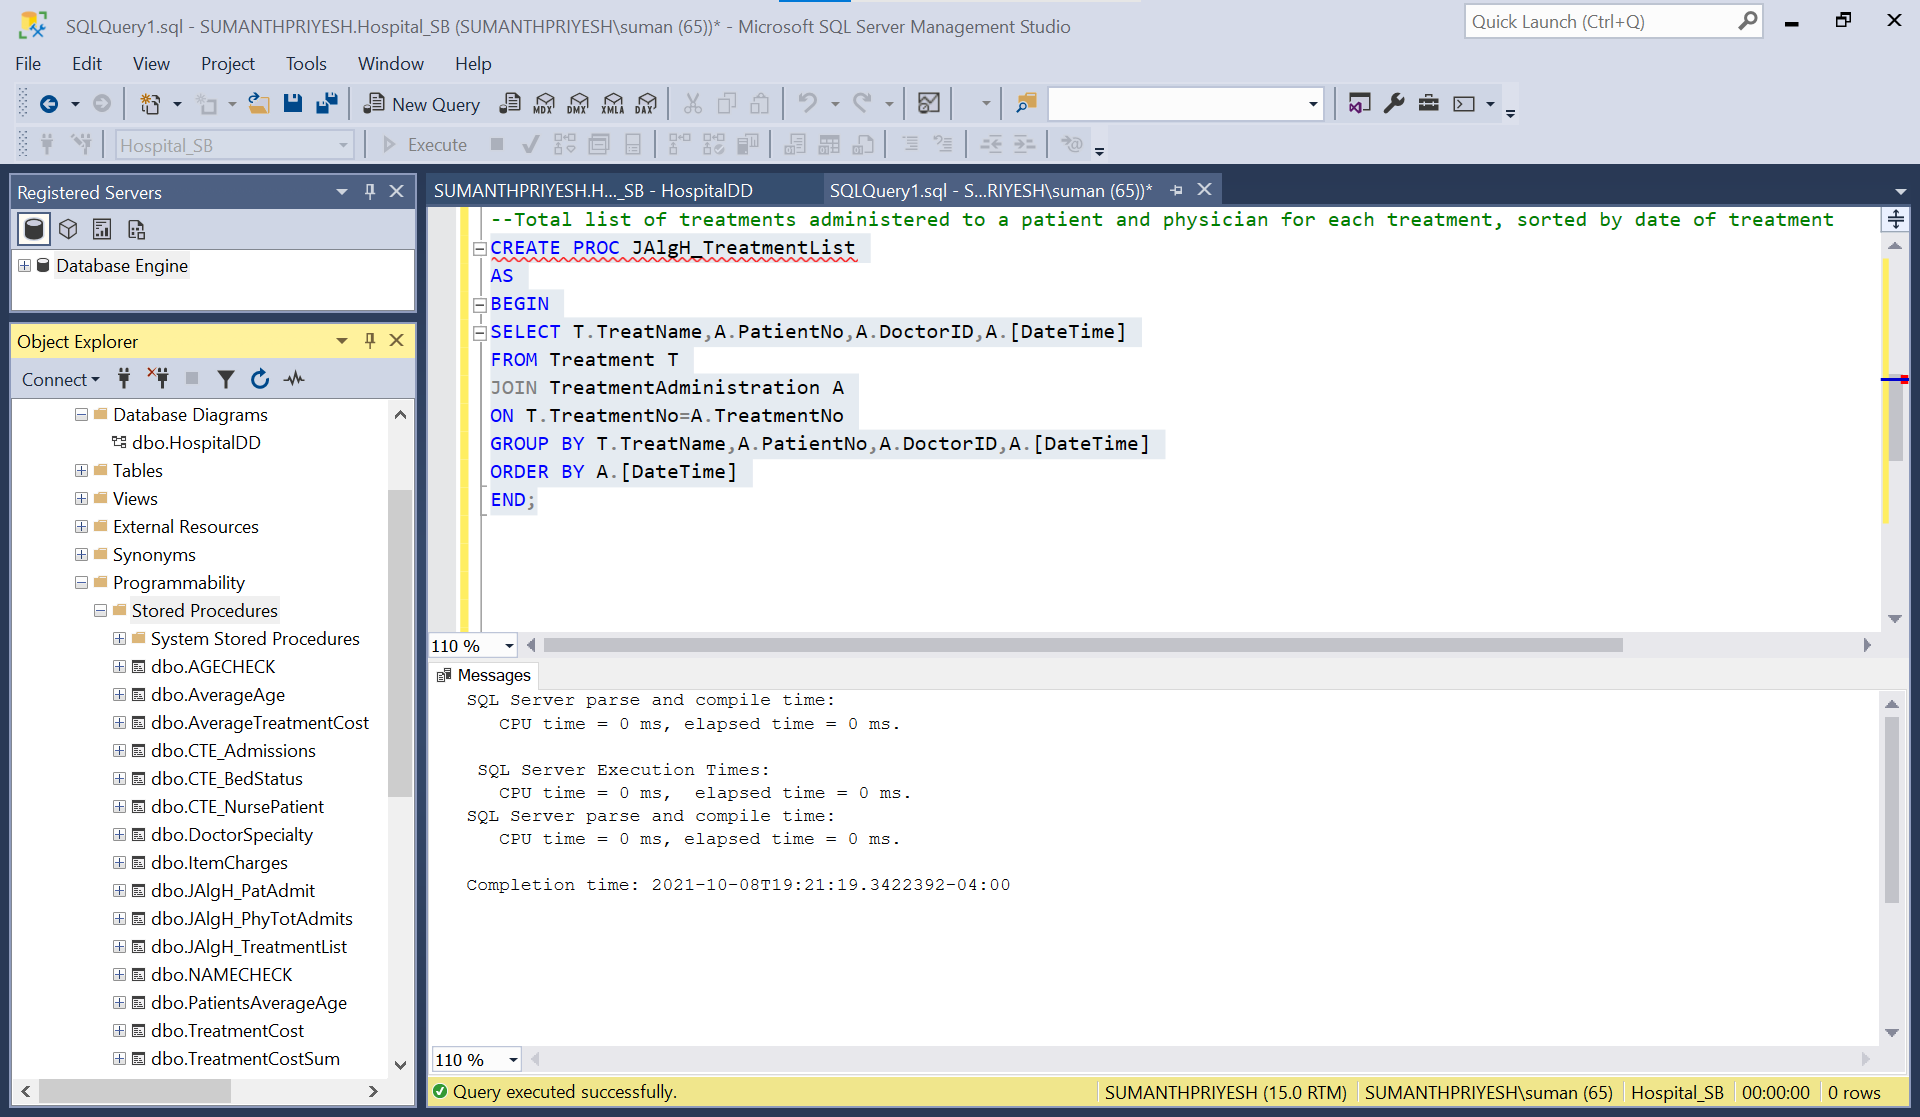 SQLQuery1.sql - SUMANTHPRIYESH.Hospital_SB (SUMANTHPRIYESH\suman (65))* - Microsoft SQL Server Management Studio
Quick Launch (Ctrl+Q)
File Edit View Project Tools Window Help
New Query MDX DMX XMLA DAX
Hospital_SB Execute
Registered Servers
Database Engine
Object Explorer
Connect
Database Diagrams
dbo.HospitalDD
Tables
Views
External Resources
Synonyms
Programmability
Stored Procedures
System Stored Procedures
dbo.AGECHECK
dbo.AverageAge
dbo.AverageTreatmentCost
dbo.CTE_Admissions
dbo.CTE_BedStatus
dbo.CTE_NursePatient
dbo.DoctorSpecialty
dbo.ItemCharges
dbo.JAlgH_PatAdmit
dbo.JAlgH_PhyTotAdmits
dbo.JAlgH_TreatmentList
dbo.NAMECHECK
dbo.PatientsAverageAge
dbo.TreatmentCost
dbo.TreatmentCostSum
SUMANTHPRIYESH.H..._SB - HospitalDD
SQLQuery1.sql - S...RIYESH\suman (65))*
--Total list of treatments administered to a patient and physician for each treatment, sorted by date of treatment
CREATE PROC JAlgH_TreatmentList
AS
BEGIN
SELECT T.TreatName,A.PatientNo,A.DoctorID,A.[DateTime]
FROM Treatment T
JOIN TreatmentAdministration A
ON T.TreatmentNo=A.TreatmentNo
GROUP BY T.TreatName,A.PatientNo,A.DoctorID,A.[DateTime]
ORDER BY A.[DateTime]
END;
110 %
Messages
SQL Server parse and compile time:
CPU time = 0 ms, elapsed time = 0 ms.
SQL Server Execution Times:
CPU time = 0 ms,  elapsed time = 0 ms.
SQL Server parse and compile time:
CPU time = 0 ms, elapsed time = 0 ms.
Completion time: 2021-10-08T19:21:19.3422392-04:00
110 %
Query executed successfully.
SUMANTHPRIYESH (15.0 RTM) SUMANTHPRIYESH\suman (65) Hospital_SB 00:00:00 0 rows